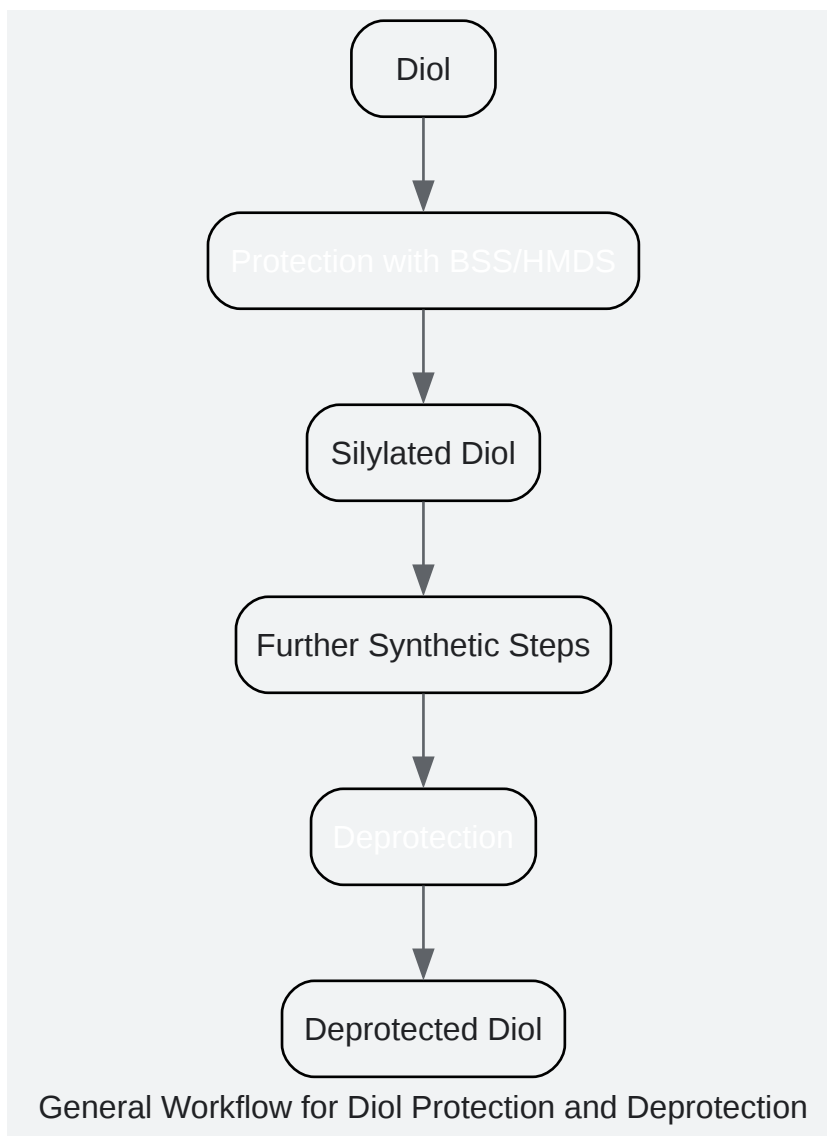 Diol
Protection with BSS/HMDS
Silylated Diol
Further Synthetic Steps
Deprotection
Deprotected Diol
General Workflow for Diol Protection and Deprotection